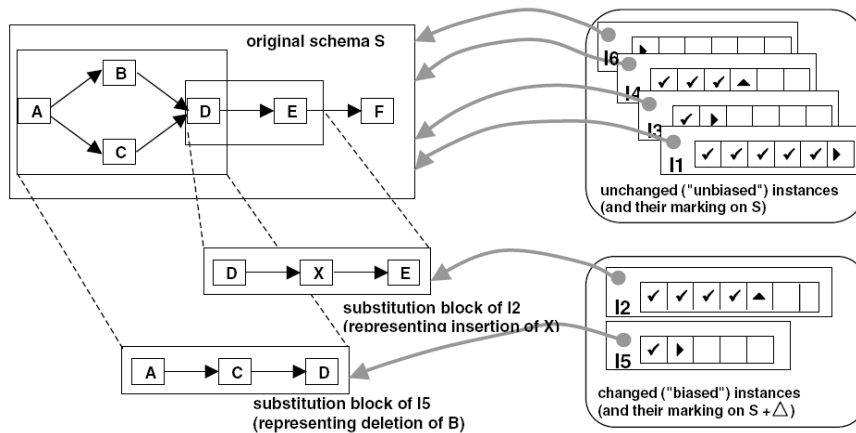 original schema S
A
B
C
D
E
F
I6
I4
I3
I1
unchanged ("unbiased") instances
(and their marking on S)
D
X
E
substitution block of I2
(representing insertion of X)
A
C
D
substitution block of I5
(representing deletion of B)
I2
I5
changed ("biased") instances
(and their marking on S + △)